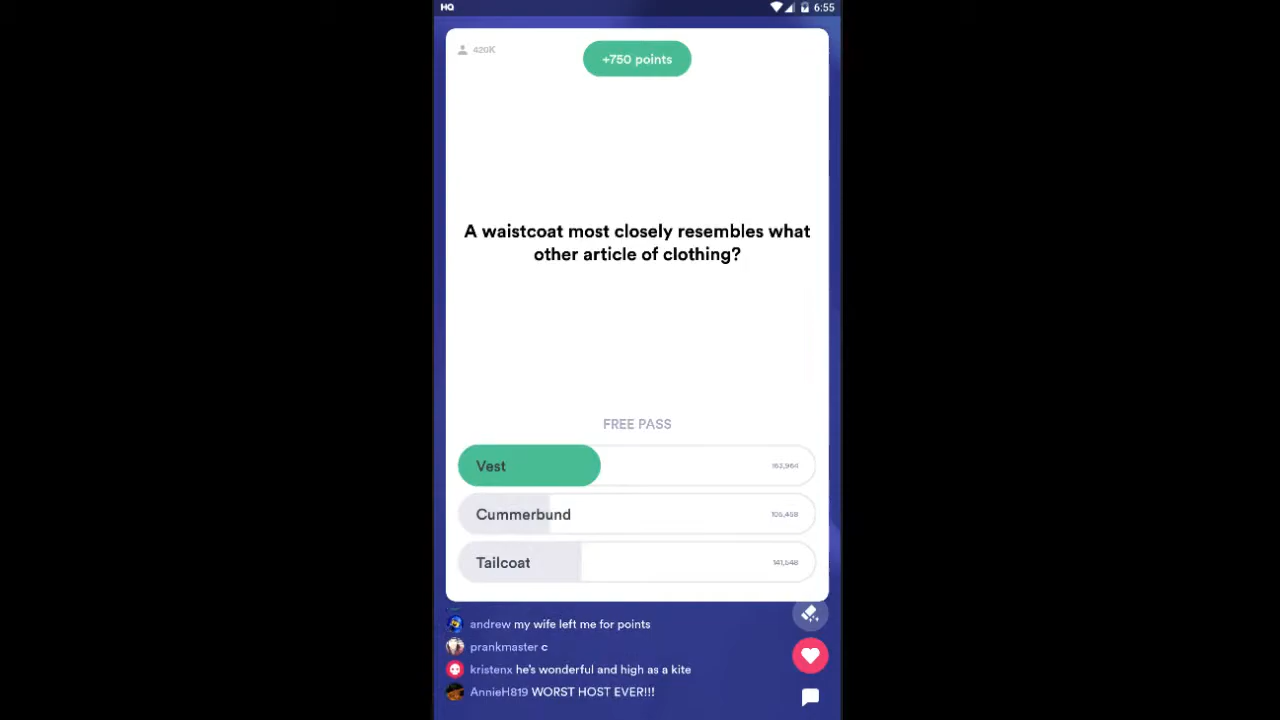 HQ
6:55
420K
+750 points
A waistcoat most closely resembles what
other article of clothing?
FREE PASS
Vest
Cummerbund
Tailcoat
andrew my wife left me for points
prankmaster c
kristenx he's wonderful and high as a kite
AnnieH819 WORST HOST EVER!!!